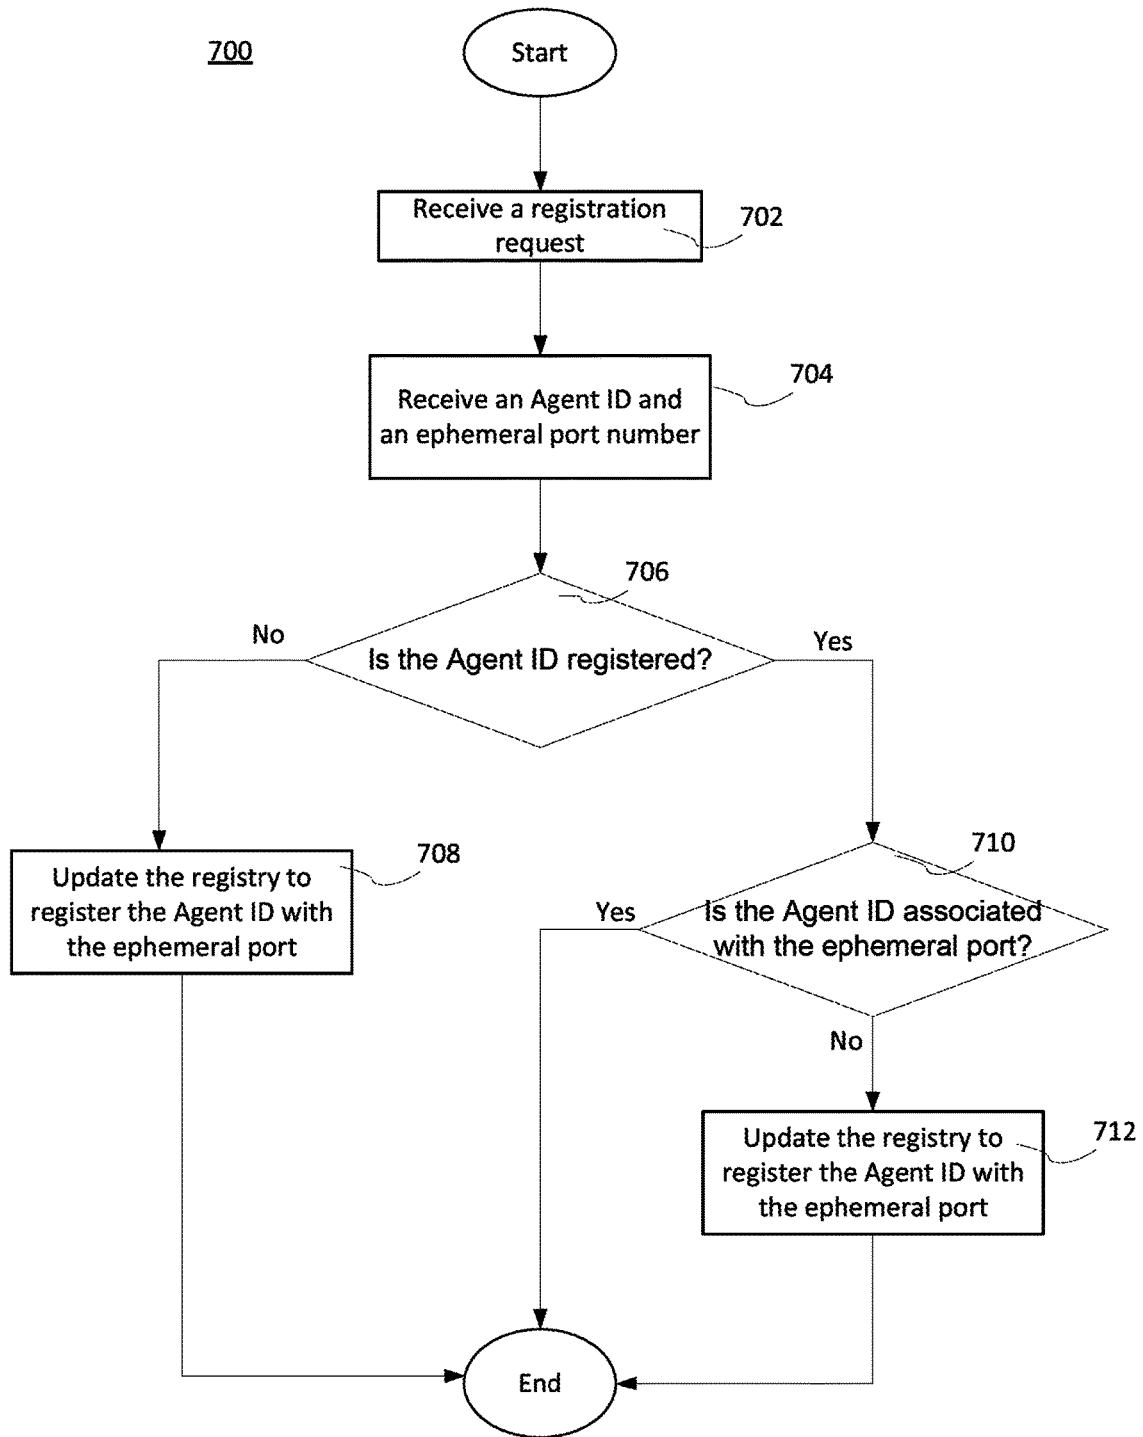 700
Start
Receive a registration
request
702
704
Receive an Agent ID and
an ephemeral port number
706
No
Is the Agent ID registered?
Yes
708
Update the registry to
register the Agent ID with
the ephemeral port
710
Yes
Is the Agent ID associated
with the ephemeral port?
No
712
Update the registry to
register the Agent ID with
the ephemeral port
End